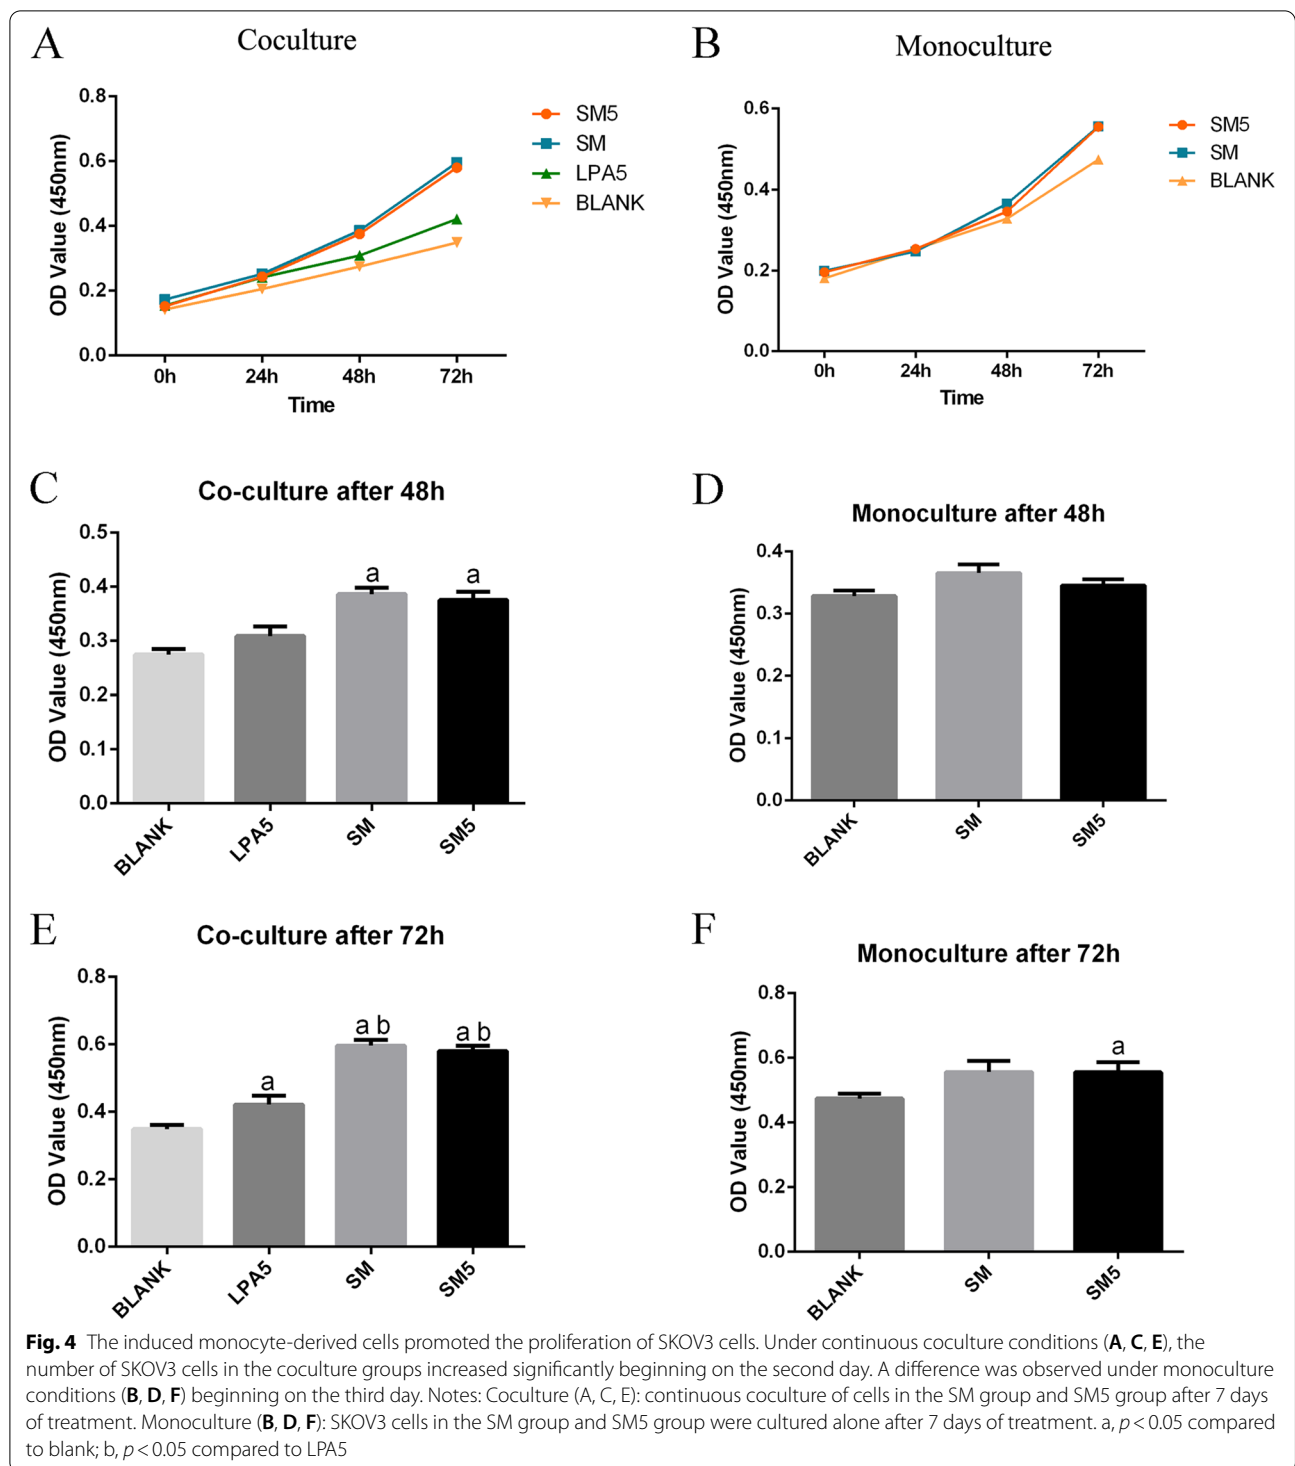 A
Coculture
OD Value (450nm)
0.8
0.6
0.4
0.2
0.0
0h 24h 48h 72h
Time
SM5
SM
LPA5
BLANK
B
Monoculture
OD Value (450nm)
0.6
0.4
0.2
0.0
0h 24h 48h 72h
Time
SM5
SM
BLANK
C
Co-culture after 48h
OD Value (450nm)
0.5
0.4
0.3
0.2
0.1
0.0
a a
BLANK LPA5 SM SM5
D
Monoculture after 48h
OD Value (450nm)
0.4
0.3
0.2
0.1
0.0
BLANK SM SM5
E
Co-culture after 72h
OD Value (450nm)
0.8
0.6
0.4
0.2
0.0
a a b a b
BLANK LPA5 SM SM5
F
Monoculture after 72h
OD Value (450nm)
0.8
0.6
0.4
0.2
0.0
a
BLANK SM SM5
Fig. 4 The induced monocyte-derived cells promoted the proliferation of SKOV3 cells. Under continuous coculture conditions (A, C, E), the
number of SKOV3 cells in the coculture groups increased significantly beginning on the second day. A difference was observed under monoculture
conditions (B, D, F) beginning on the third day. Notes: Coculture (A, C, E): continuous coculture of cells in the SM group and SM5 group after 7 days
of treatment. Monoculture (B, D, F): SKOV3 cells in the SM group and SM5 group were cultured alone after 7 days of treatment. a, p < 0.05 compared
to blank; b, p < 0.05 compared to LPA5